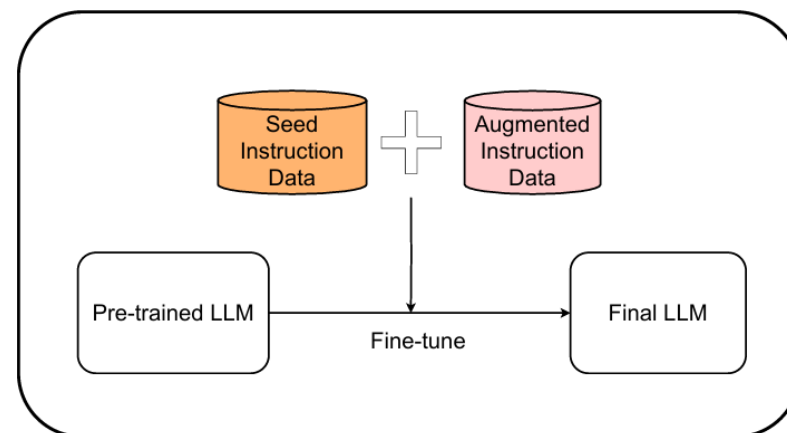 Seed
Instruction
Data
Augmented
Instruction
Data
Pre-trained LLM
Fine-tune
Final LLM